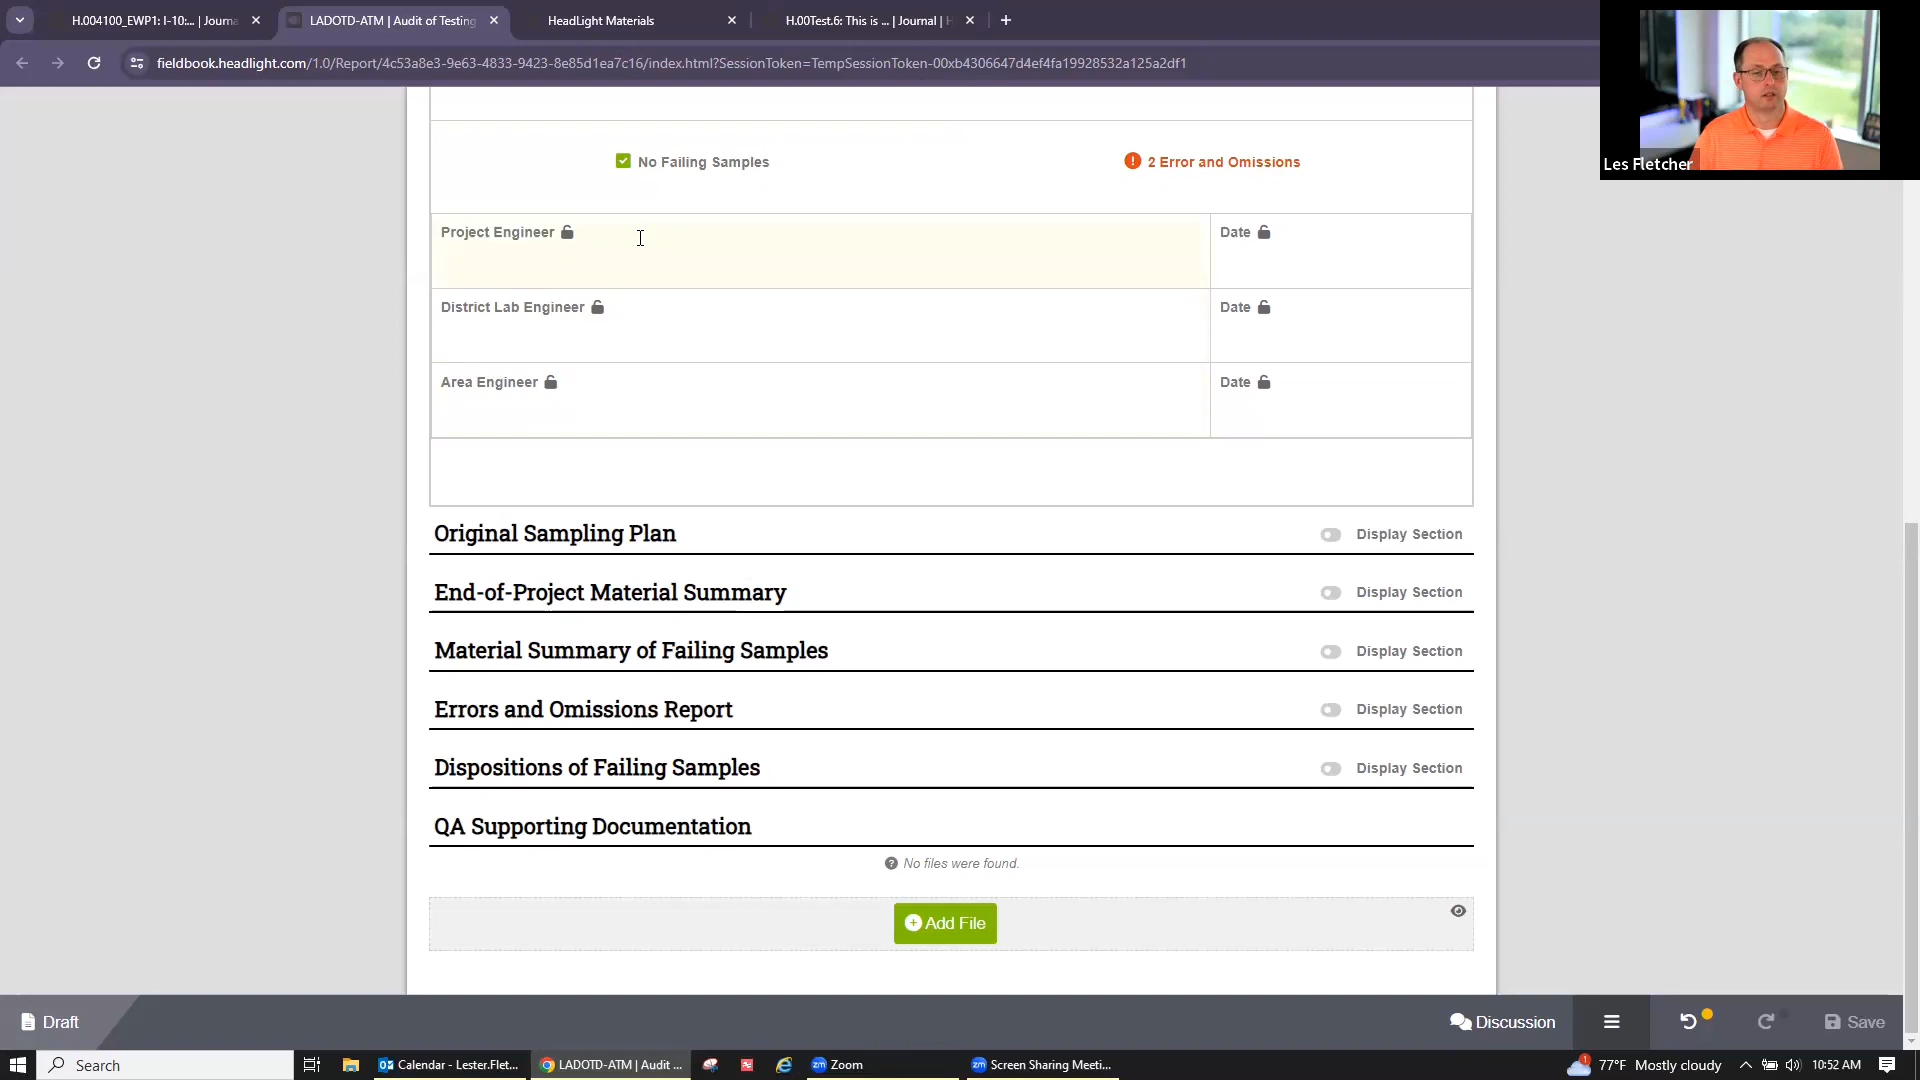 H.004100_EWP1: I-10:... | Journa
LADOTD-ATM | Audit of Testing
HeadLight Materials
H.00Test.6: This is ... | Journal | H
fieldbook.headlight.com/1.0/Report/4c53a8e3-9e63-4833-9423-8e85d1ea7c16/index.html?SessionToken=TempSessionToken-00xb4306647d4ef4fa19928532a125a2df1
Les Fletcher
No Failing Samples
2 Error and Omissions
Project Engineer
Date
District Lab Engineer
Date
Area Engineer
Date
Original Sampling Plan
Display Section
End-of-Project Material Summary
Display Section
Material Summary of Failing Samples
Display Section
Errors and Omissions Report
Display Section
Dispositions of Failing Samples
Display Section
QA Supporting Documentation
No files were found.
Add File
Draft
Discussion
Save
Search
Calendar - Lester.Flet...
LADOTD-ATM | Audit ...
Zoom
Screen Sharing Meeti...
1
77°F Mostly cloudy
10:52 AM